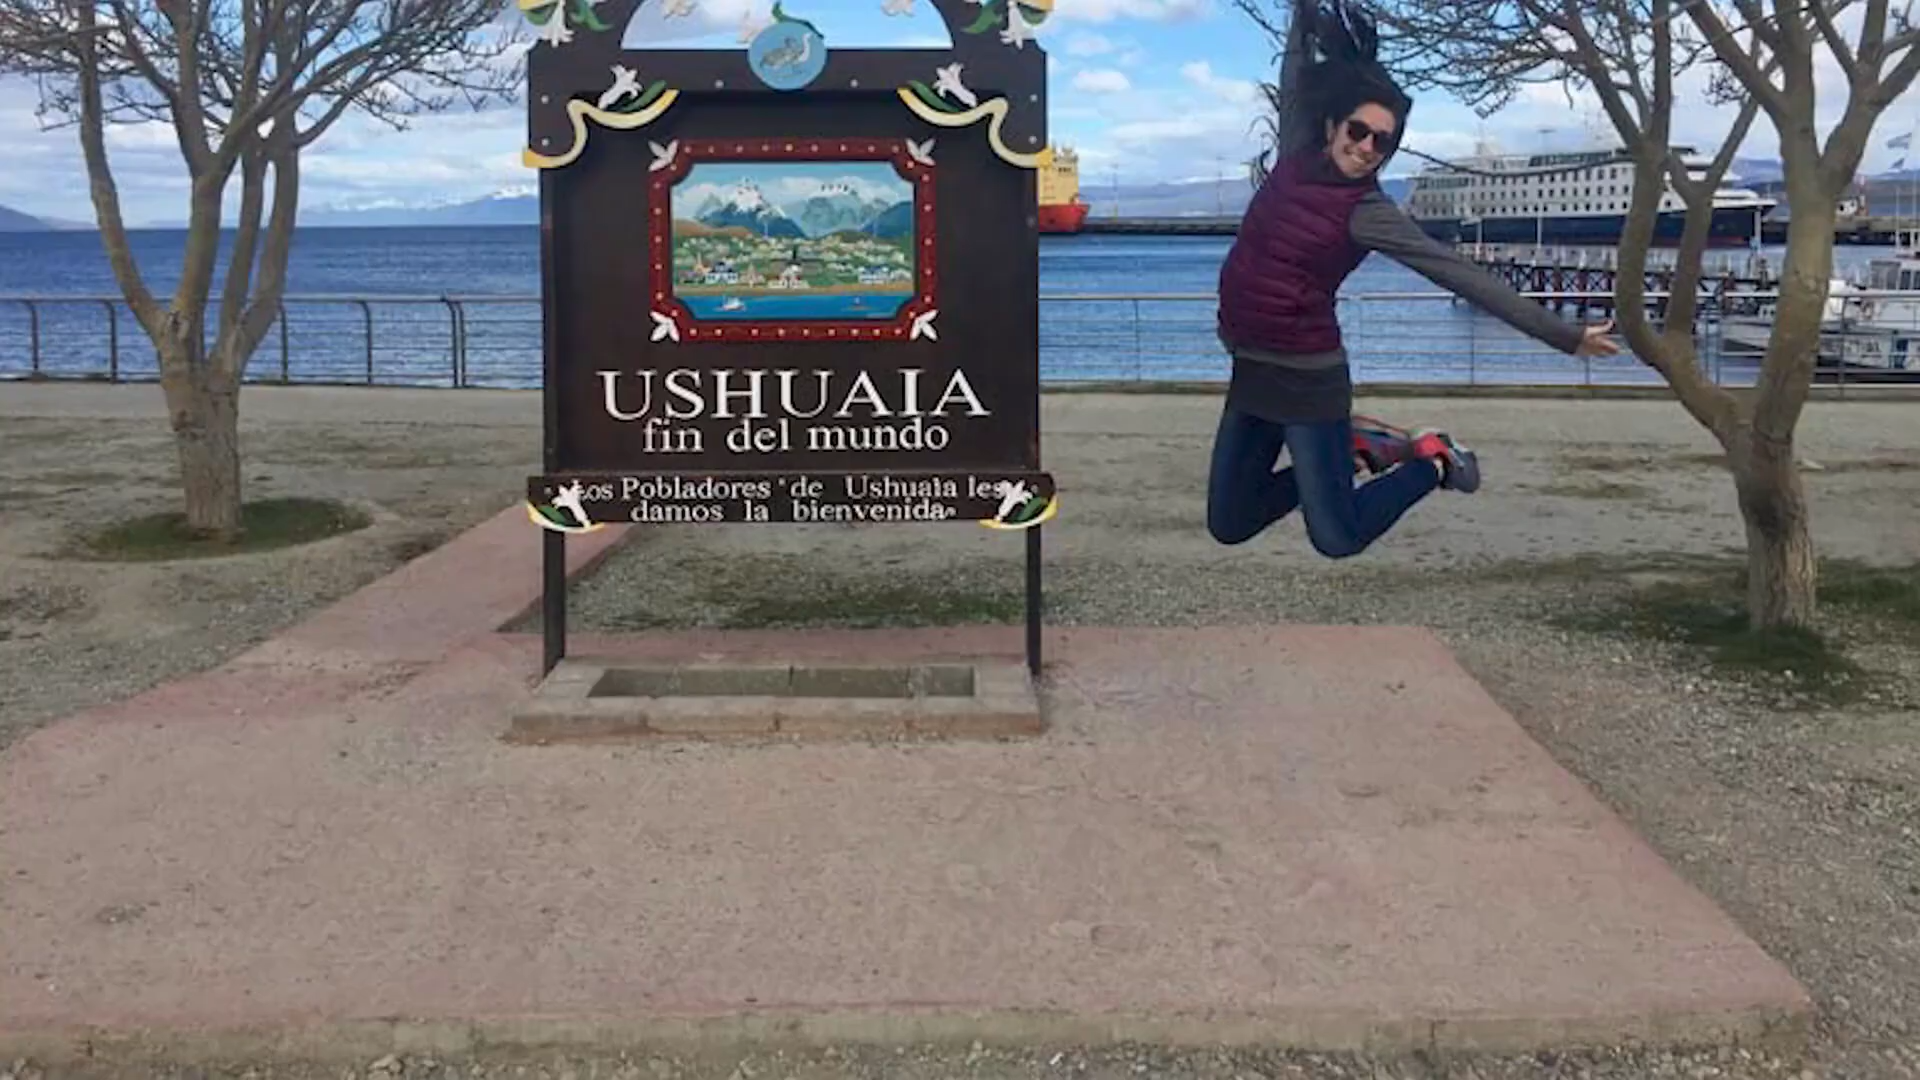 USHUAIA
fin del mundo
Los Pobladores de Ushuaia les
damos la bienvenida